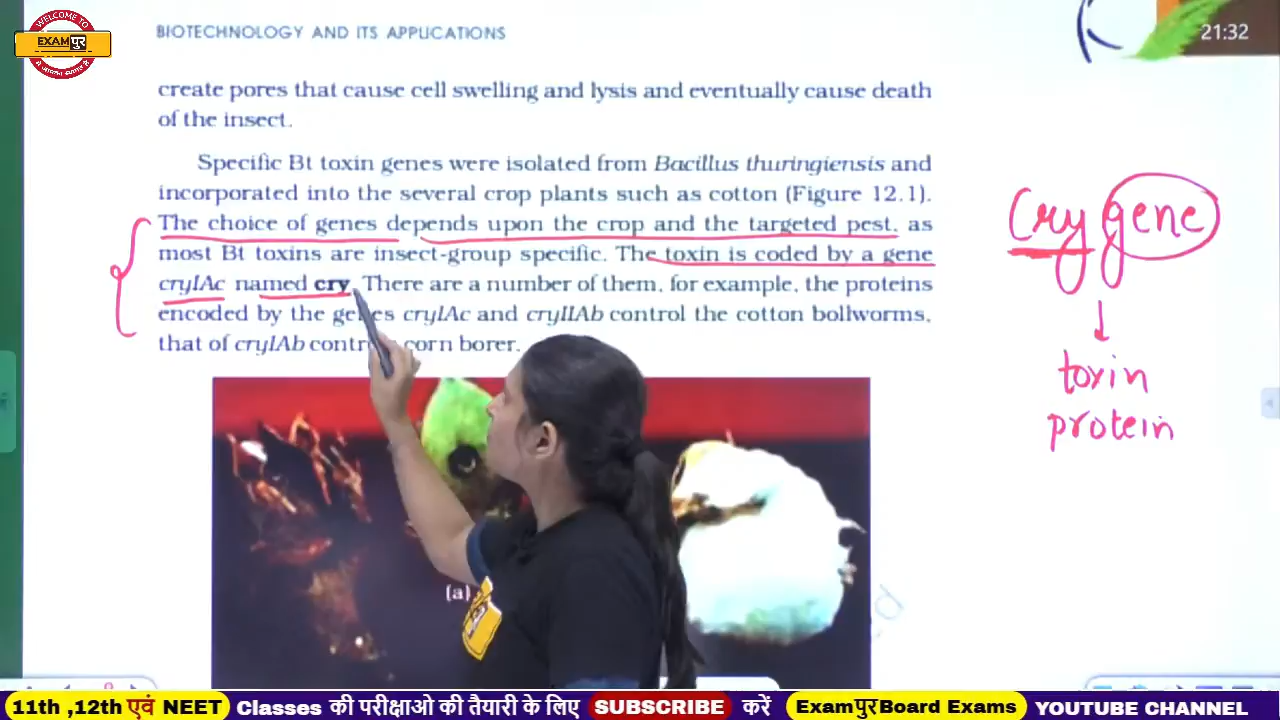 WELCOME TO
EXAMपुर
BIOTECHNOLOGY AND ITS APPLICATIONS
21:32
create pores that cause cell swelling and lysis and eventually cause death
of the insect.
Specific Bt toxin genes were isolated from Bacillus thuringiensis and
incorporated into the several crop plants such as cotton (Figure 12.1).
The choice of genes depends upon the crop and the targeted pest, as
most Bt toxins are insect-group specific. The toxin is coded by a gene
cryIAc named cry. There are a number of them, for example, the proteins
encoded by the genes cryIAc and cryIIAb control the cotton bollworms,
that of cryIAb control corn borer.
Cry gene
toxin
protein
(a)
11th ,12th एवं NEET Classes की परीक्षाओ की तैयारी के लिए SUBSCRIBE करें ExamपुरBoard Exams YOUTUBE CHANNEL